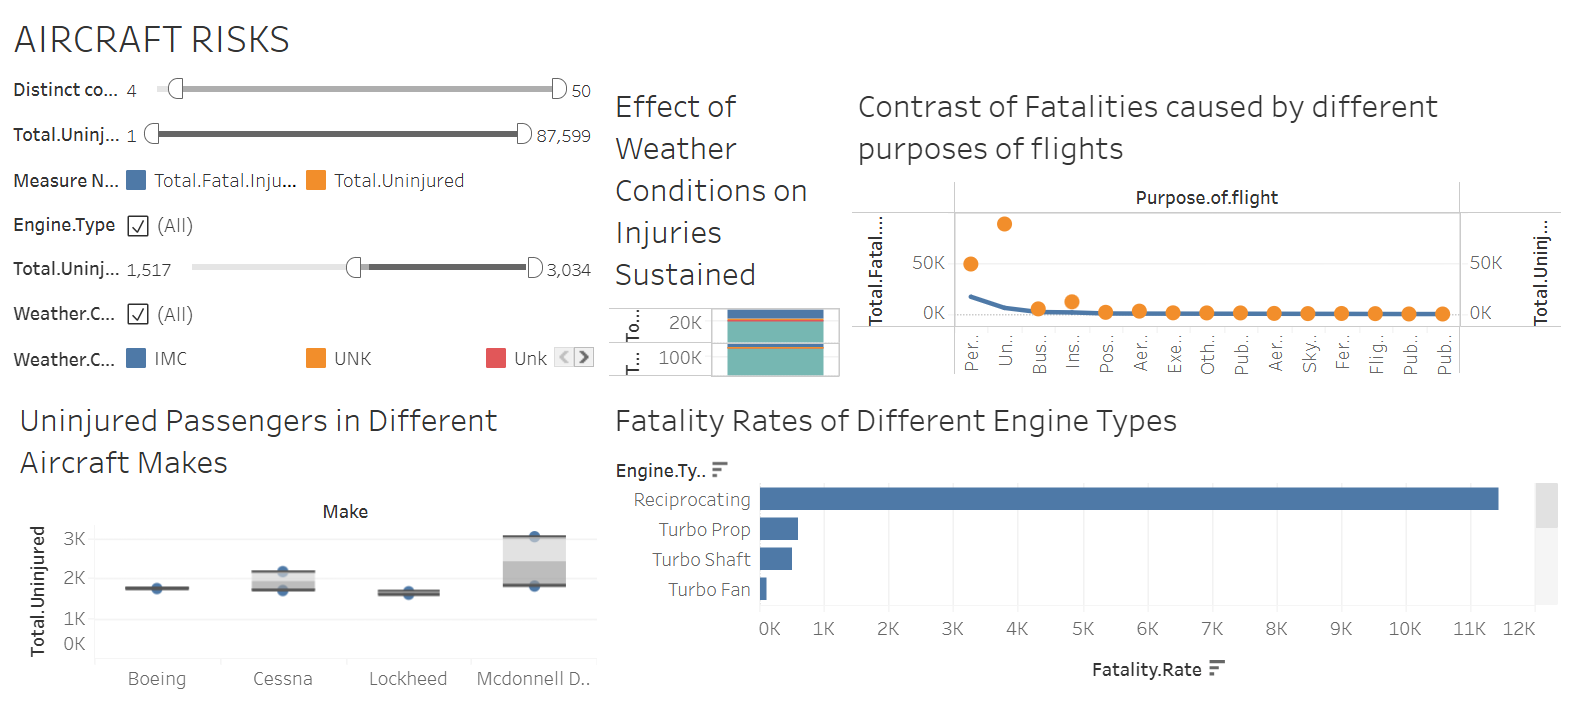 AIRCRAFT RISKS
Distinct co... 4 50
Total.Uninj... 1 87,599
Measure N... Total.Fatal.Inju... Total.Uninjured
Engine.Type (All)
Total.Uninj... 1,517 3,034
Weather.C... (All)
Weather.C... IMC UNK Unk
Effect of
Weather
Conditions on
Injuries
Sustained
To...
20K
T...
100K
Contrast of Fatalities caused by different
purposes of flights
Purpose.of.flight
Total.Fatal....
50K
0K
50K
0K
Total.Uninj...
Per..
Un..
Bus..
Ins..
Pos..
Aer..
Exe..
Oth..
Pub..
Aer..
Sky..
Fer..
Flig..
Pub..
Pub..
Uninjured Passengers in Different
Aircraft Makes
Make
Total.Uninjured
3K
2K
1K
0K
Boeing Cessna Lockheed Mcdonnell D..
Fatality Rates of Different Engine Types
Engine.Ty..
Reciprocating
Turbo Prop
Turbo Shaft
Turbo Fan
0K 1K 2K 3K 4K 5K 6K 7K 8K 9K 10K 11K 12K
Fatality.Rate